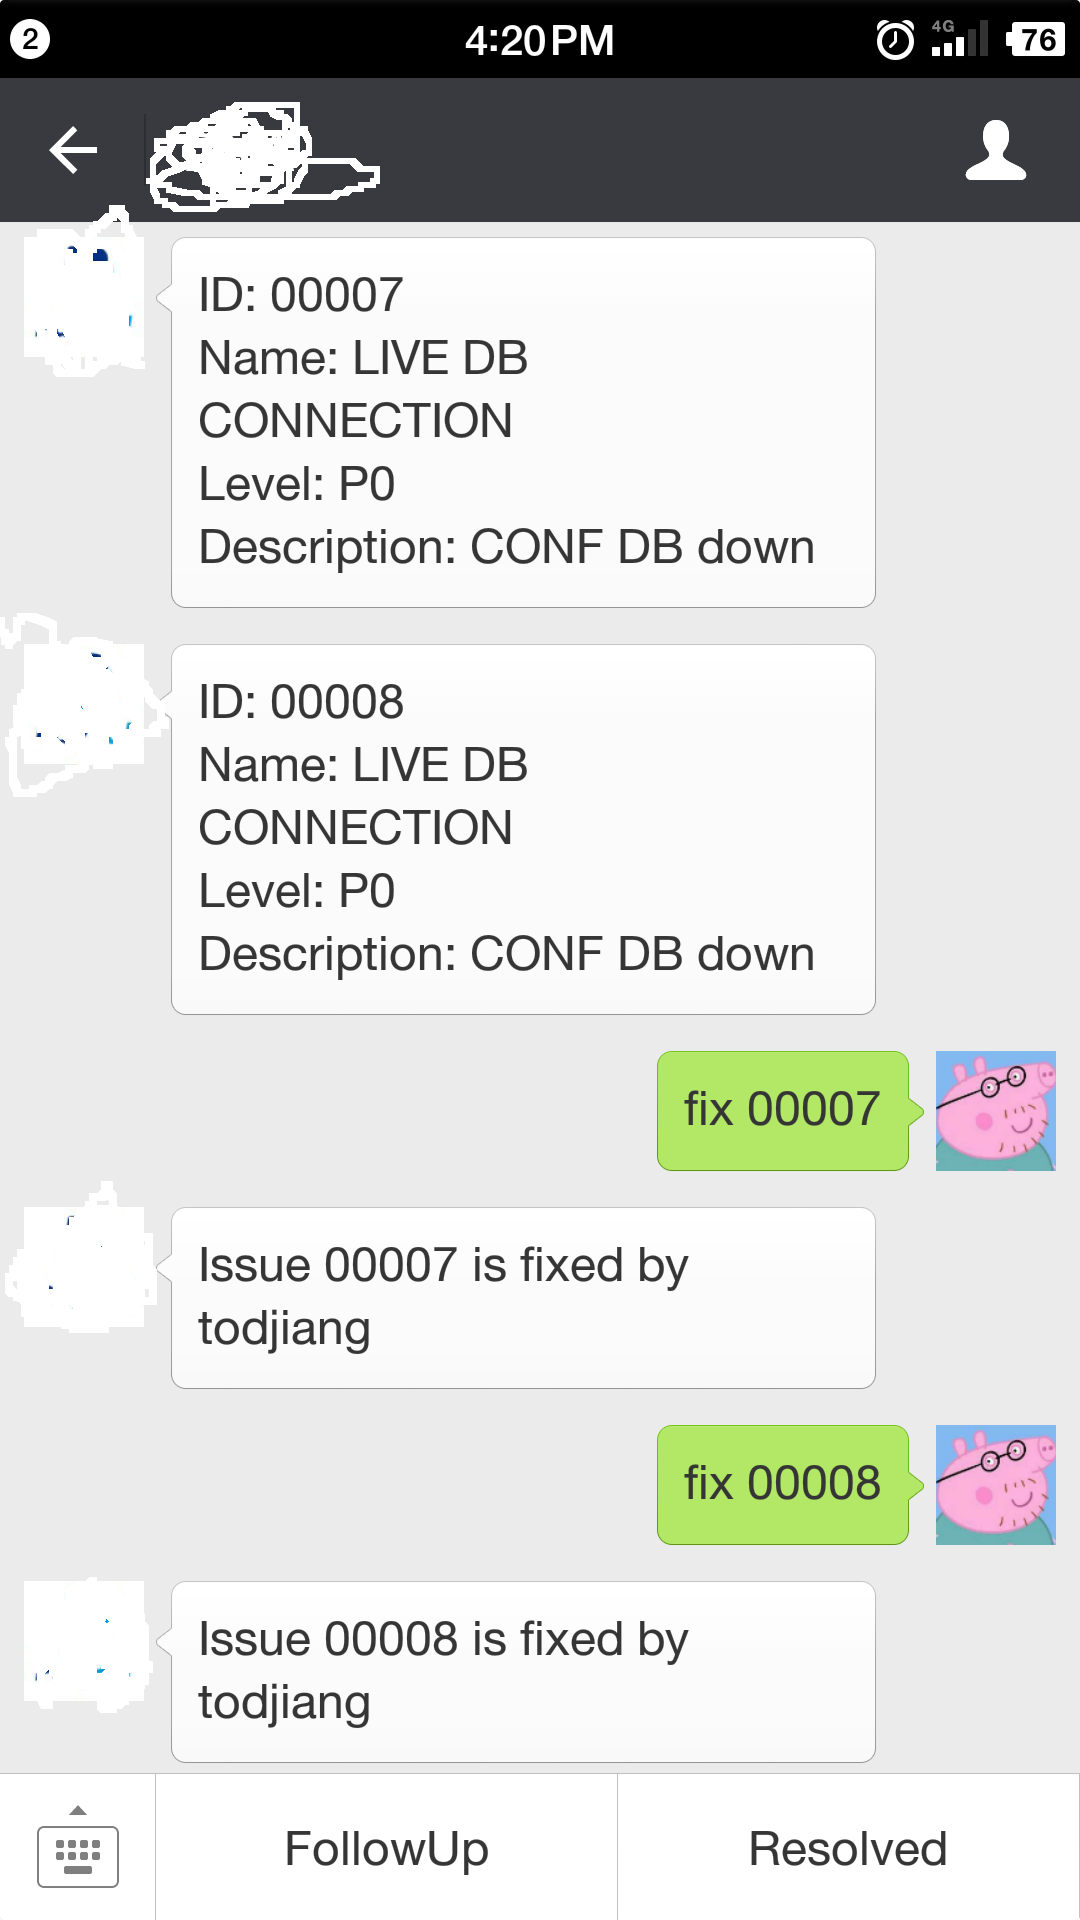 2
4:20 PM
4G
76
ID: 00007
Name: LIVE DB
CONNECTION
Level: P0
Description: CONF DB down
ID: 00008
Name: LIVE DB
CONNECTION
Level: P0
Description: CONF DB down
fix 00007
Issue 00007 is fixed by
todjiang
fix 00008
Issue 00008 is fixed by
todjiang
FollowUp
Resolved